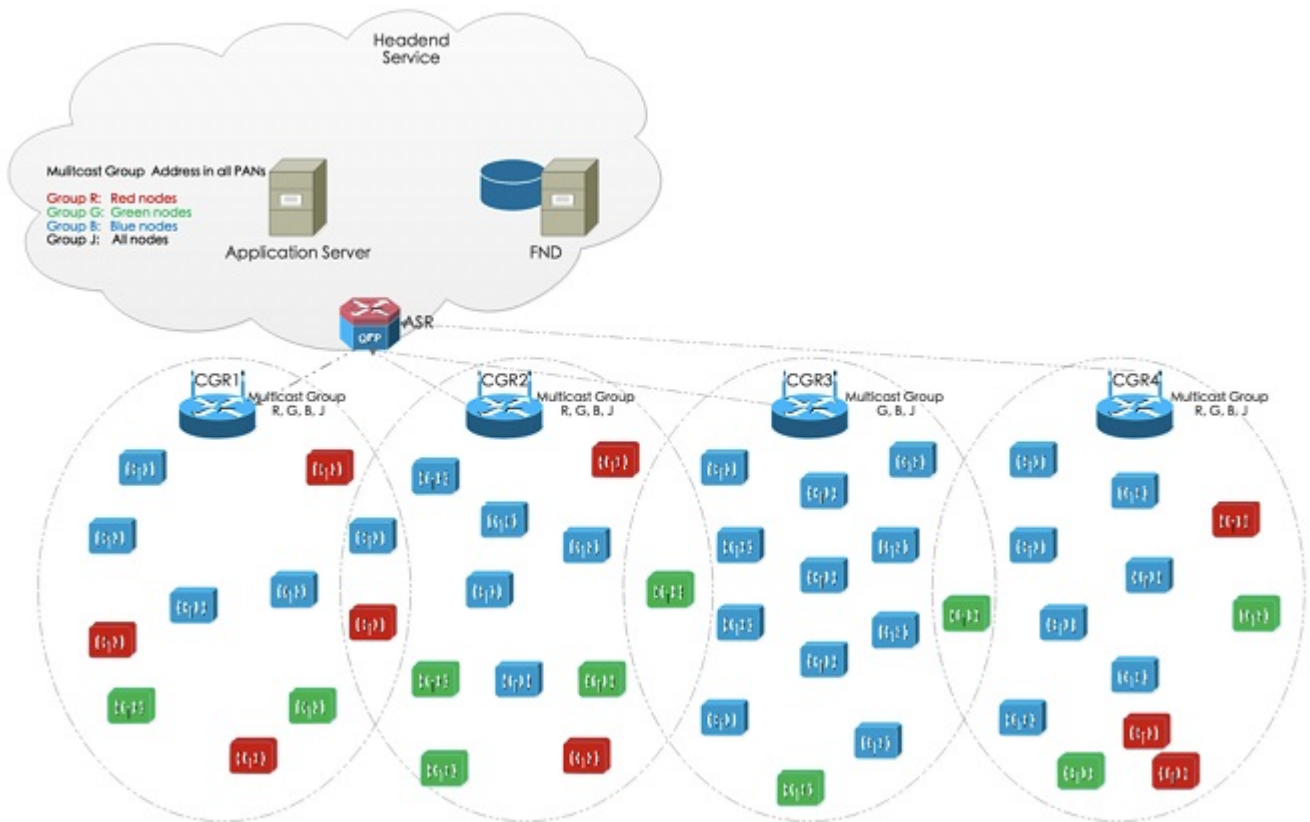 Headend
Service
Mulitcast Group Address in all PANs
Group R: Red nodes
Group G: Green nodes
Group B: Blue nodes
Group J: All nodes
Application Server
FND
ASR
QFP
CGR1
Multicast Group
R, G, B, J
CGR2
Multicast Group
R, G, B, J
CGR3
Multicast Group
G, B, J
CGR4
Multicast Group
R, G, B, J